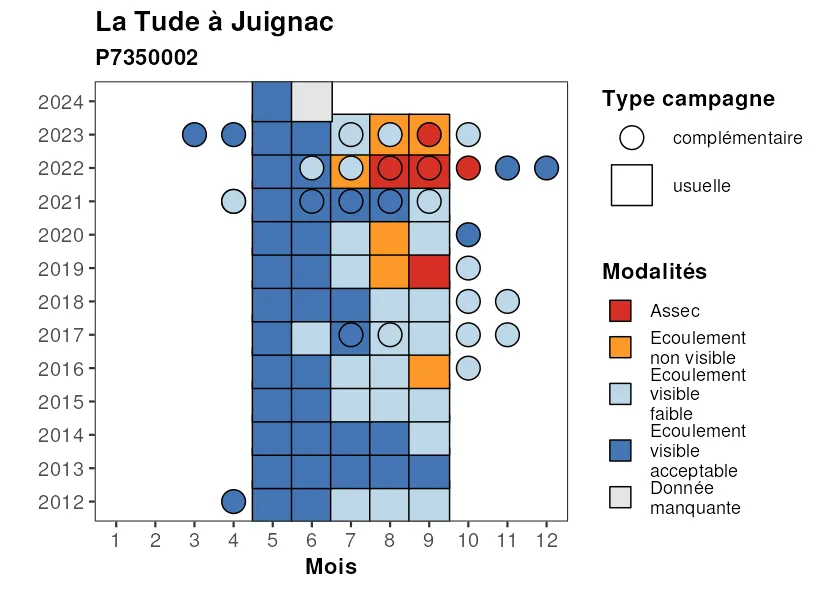 La Tude à Juignac
P7350002
2024
2023
2022
2021
2020
2019
2018
2017
2016
2015
2014
2013
2012
1 2 3 4 5 6 7 8 9 10 11 12
Mois
Type campagne
complémentaire
usuelle
Modalités
Assec
Ecoulement
non visible
Ecoulement
visible
faible
Ecoulement
visible
acceptable
Donnée
manquante